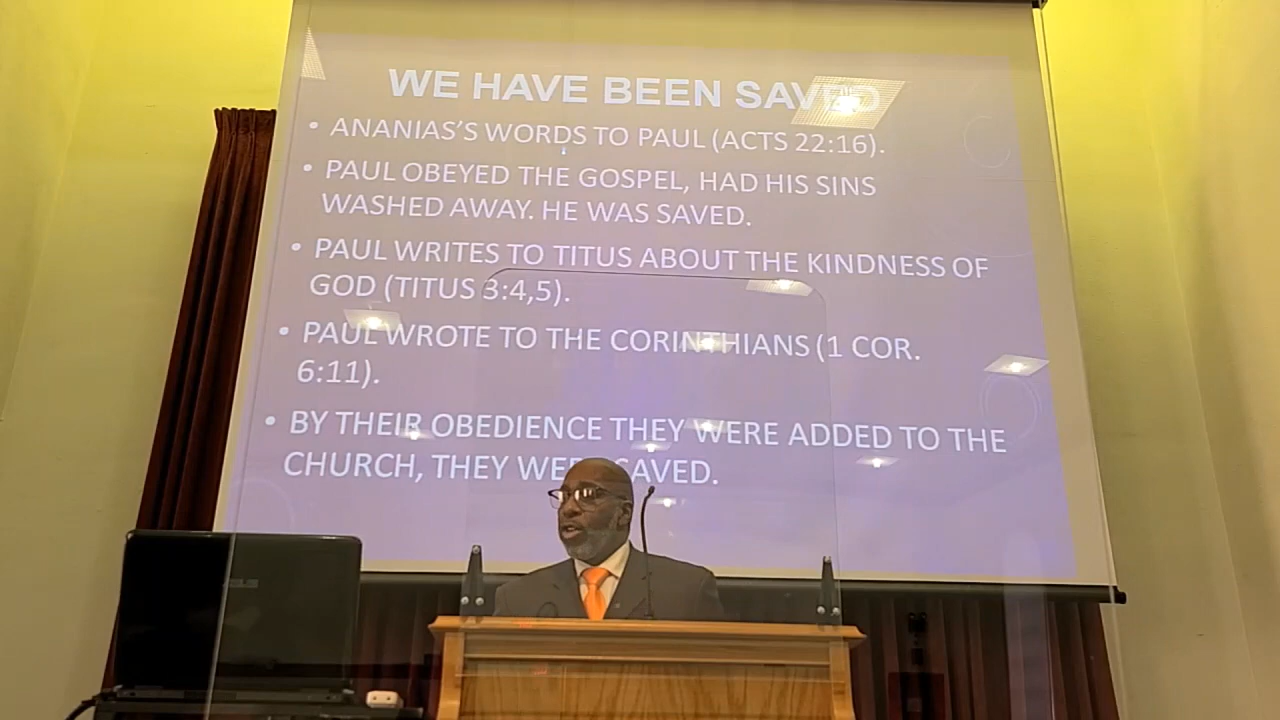 WE HAVE BEEN SAVED
• ANANIAS'S WORDS TO PAUL (ACTS 22:16).
• PAUL OBEYED THE GOSPEL, HAD HIS SINS
WASHED AWAY. HE WAS SAVED.
• PAUL WRITES TO TITUS ABOUT THE KINDNESS OF
GOD (TITUS 3:4,5).
• PAUL WROTE TO THE CORINTHIANS (1 COR.
6:11).
• BY THEIR OBEDIENCE THEY WERE ADDED TO THE
CHURCH, THEY WERE SAVED.
ASUS